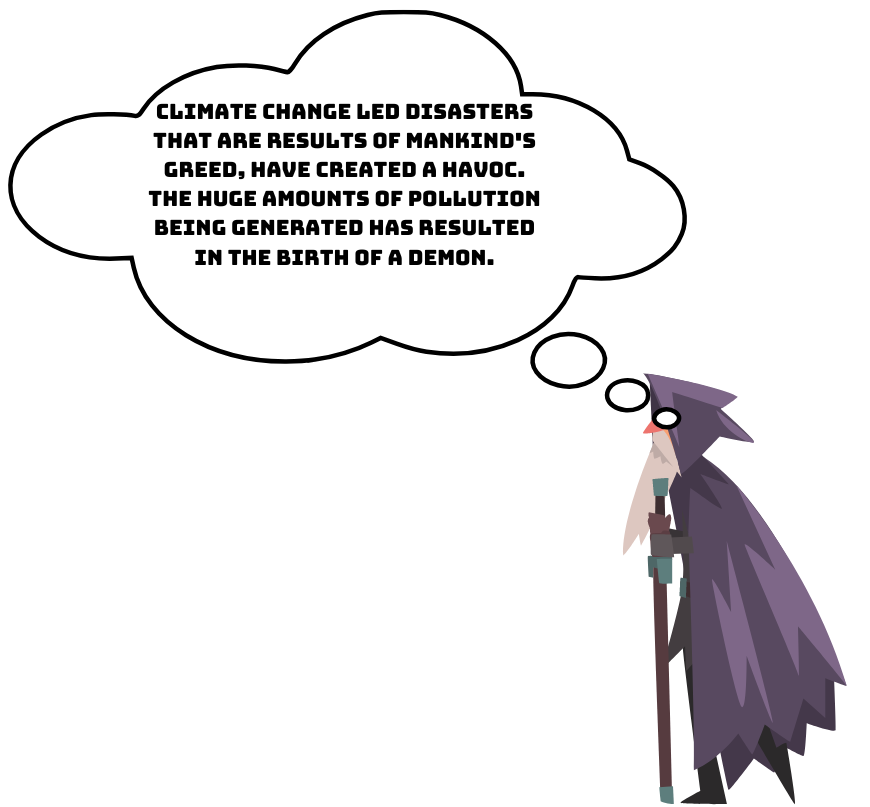 CLIMATE CHANGE LED DISASTERS
THAT ARE RESULTS OF MANKIND'S
GREED, HAVE CREATED A HAVOC.
THE HUGE AMOUNTS OF POLLUTION
BEING GENERATED HAS RESULTED
IN THE BIRTH OF A DEMON.